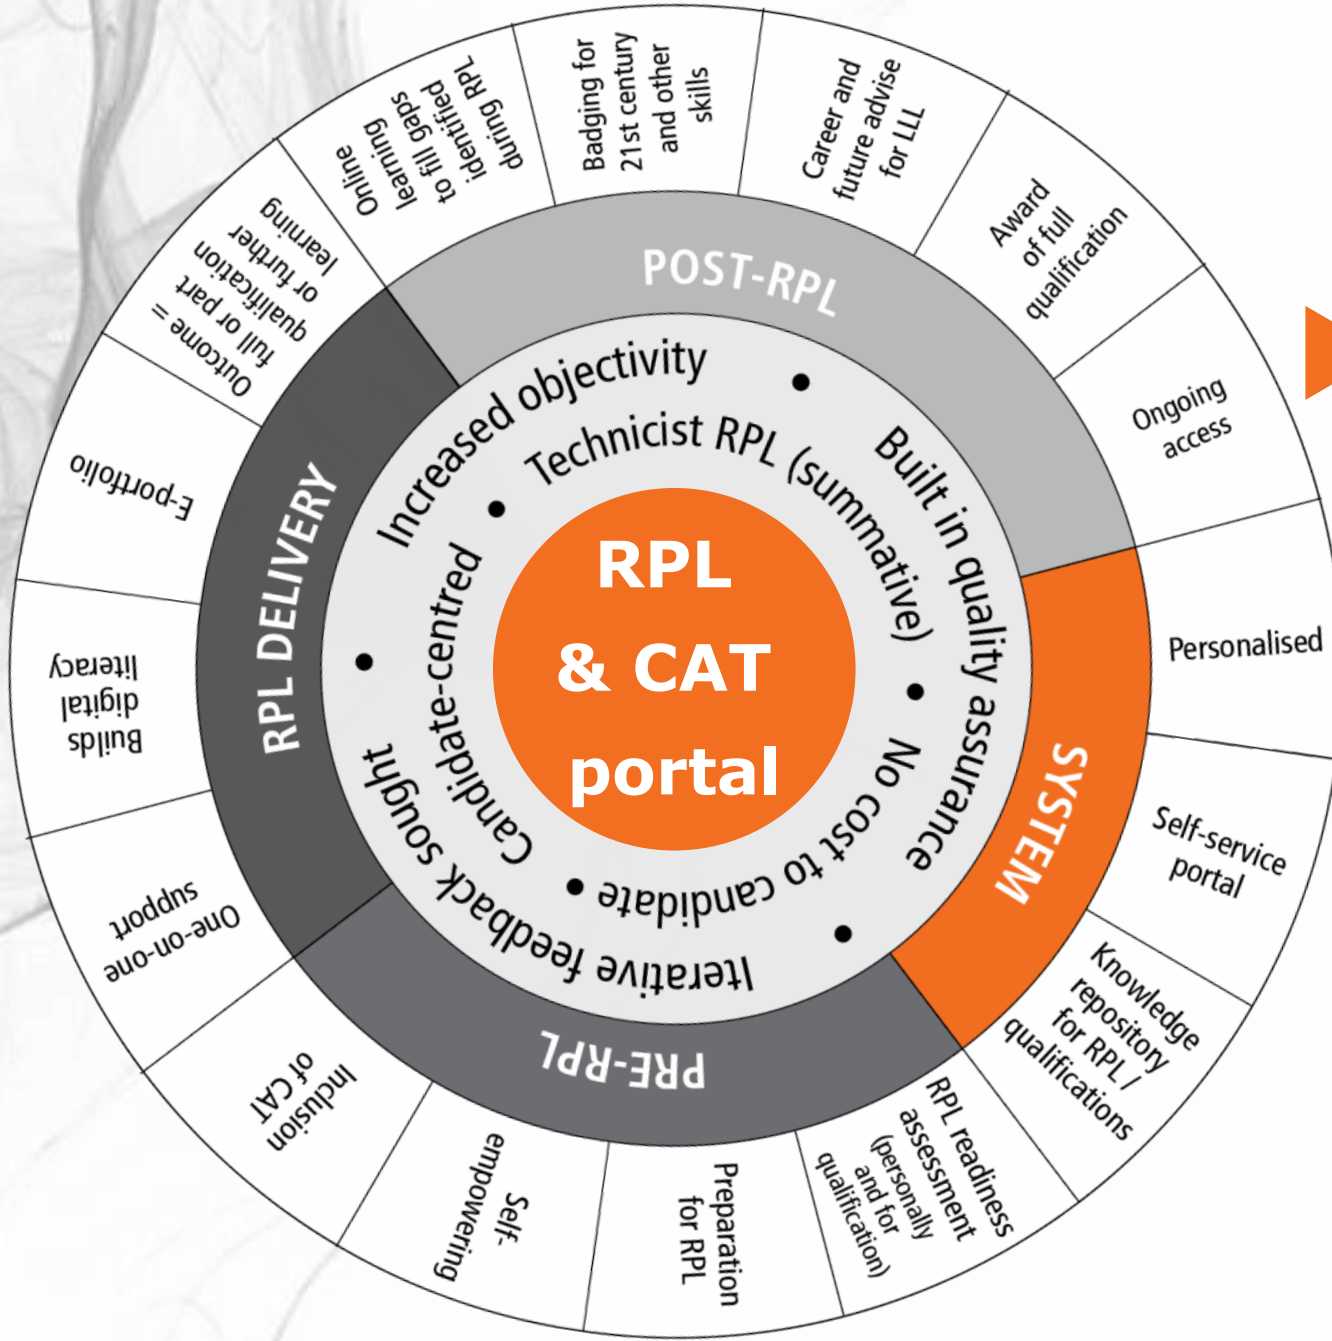 RPL
& CAT
portal
Technicist RPL (summative)
No cost to candidate
Candidate-centred
Increased objectivity
Built in quality assurance
Iterative feedback sought
POST-RPL
SYSTEM
PRE-RPL
RPL DELIVERY
Online
learning
to fill gaps
identified
during RPL
Badging for
21st century
and other
skills
Career and
future advise
for LLL
Award
of full
qualification
Ongoing
access
Personalised
Self-service
portal
Knowledge
repository
for RPL/
qualifications
RPL readiness
assessment
(personally
and for
qualification)
Preparation
for RPL
Self-
empowering
Inclusion
of CAT
One-on-one
support
Builds
digital
literacy
E-portfolio
Outcome =
full or part
qualification
or further
learning